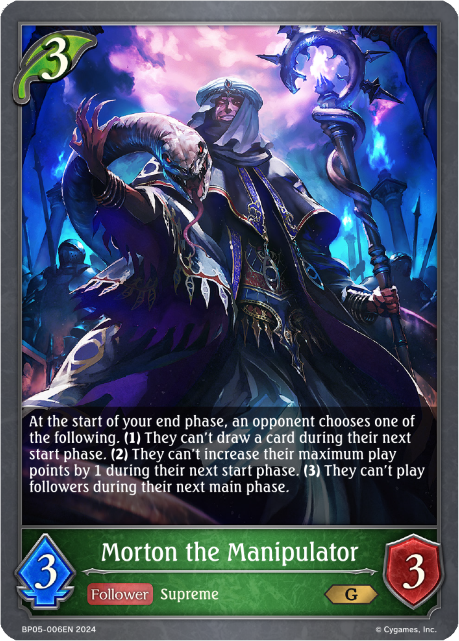 3
At the start of your end phase, an opponent chooses one of
the following. (1) They can't draw a card during their next
start phase. (2) They can't increase their maximum play
points by 1 during their next start phase. (3) They can't play
followers during their next main phase.
Morton the Manipulator
3
Follower Supreme
G
3
BP05-006EN 2024
© Cygames, Inc.